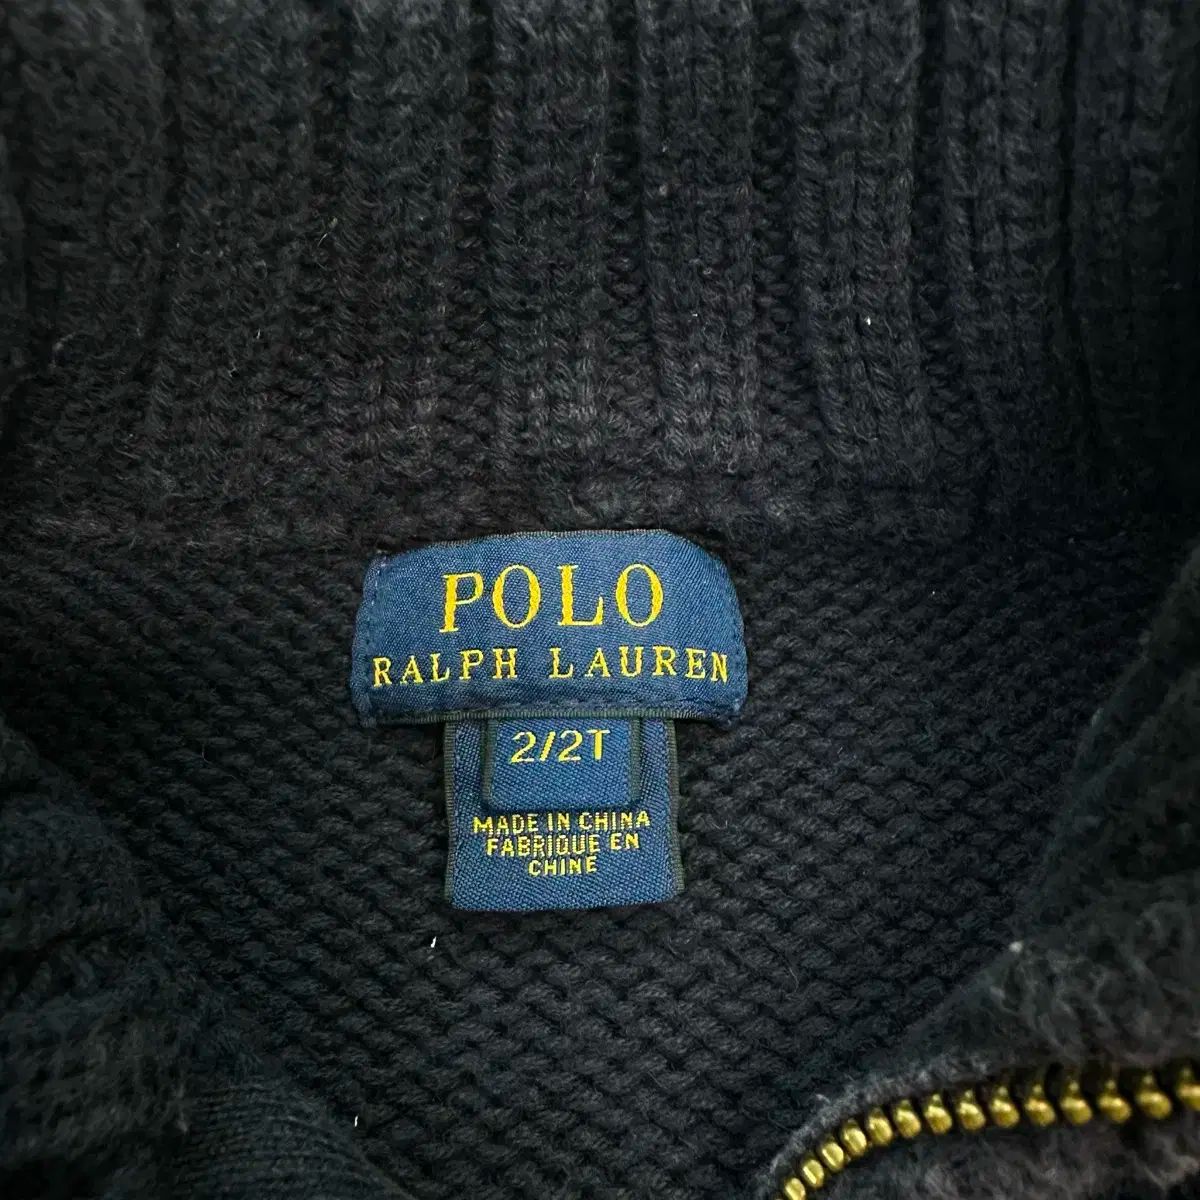 POLO
RALPH LAUREN
2/2T
MADE IN CHINA
FABRIQUE EN
CHINE